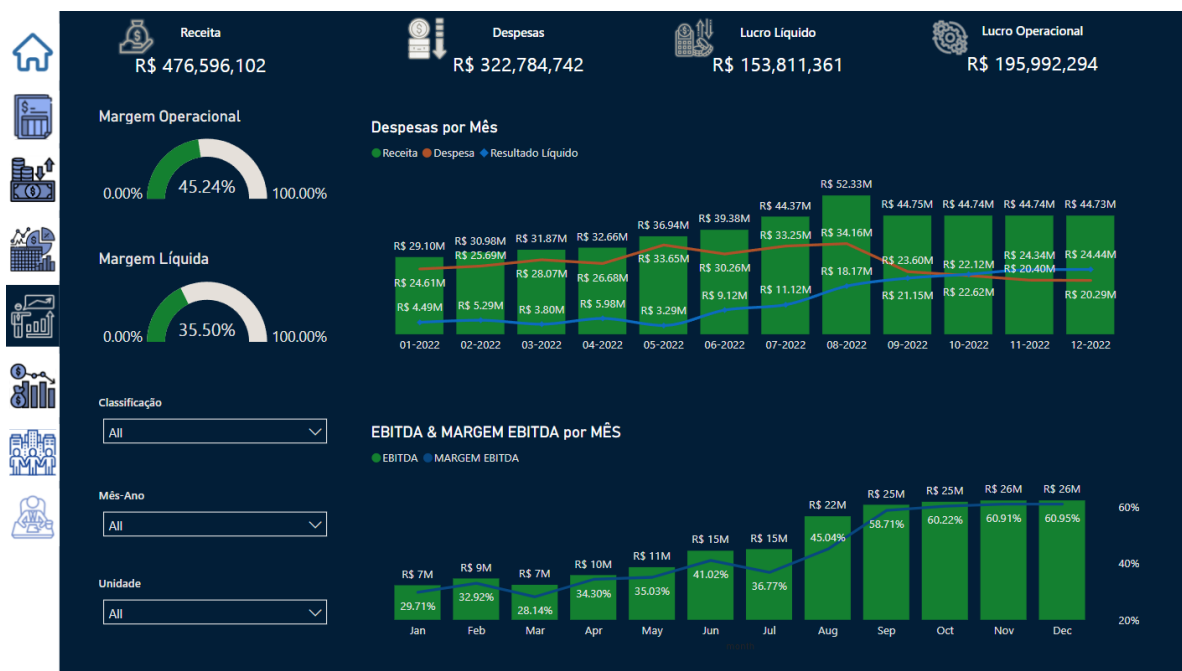 Receita
R$ 476,596,102
Despesas
R$ 322,784,742
Lucro Líquido
R$ 153,811,361
Lucro Operacional
R$ 195,992,294
Margem Operacional
0.00%
45.24%
100.00%
Margem Líquida
0.00%
35.50%
100.00%
Classificação
All
Mês-Ano
All
Unidade
All
Despesas por Mês
Receita Despesa Resultado Líquido
R$ 29.10M R$ 30.98M R$ 31.87M R$ 32.66M R$ 36.94M R$ 39.38M R$ 44.37M R$ 52.33M R$ 44.75M R$ 44.74M R$ 44.74M R$ 44.73M
R$ 24.61M R$ 25.69M R$ 28.07M R$ 26.68M R$ 33.65M R$ 30.26M R$ 33.25M R$ 34.16M R$ 23.60M R$ 22.62M R$ 20.40M R$ 20.29M
R$ 4.49M R$ 5.29M R$ 3.80M R$ 5.98M R$ 3.29M R$ 9.12M R$ 11.12M R$ 18.17M R$ 21.15M R$ 22.12M R$ 24.34M R$ 24.44M
01-2022 02-2022 03-2022 04-2022 05-2022 06-2022 07-2022 08-2022 09-2022 10-2022 11-2022 12-2022
EBITDA & MARGEM EBITDA por MÊS
EBITDA MARGEM EBITDA
R$ 7M R$ 9M R$ 7M R$ 10M R$ 11M R$ 15M R$ 15M R$ 22M R$ 25M R$ 25M R$ 26M R$ 26M
29.71% 32.92% 28.14% 34.30% 35.03% 41.02% 36.77% 45.04% 58.71% 60.22% 60.91% 60.95%
60%
40%
20%
Jan Feb Mar Apr May Jun Jul Aug Sep Oct Nov Dec